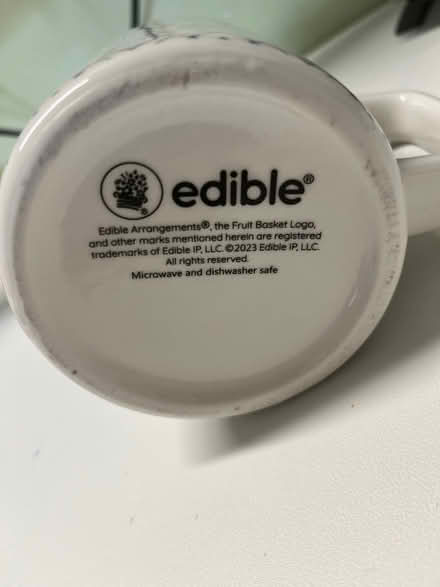 edible®
Edible Arrangements®, the Fruit Basket Logo,
and other marks mentioned herein are registered
trademarks of Edible IP, LLC. ©2023 Edible IP, LLC.
All rights reserved.
Microwave and dishwasher safe